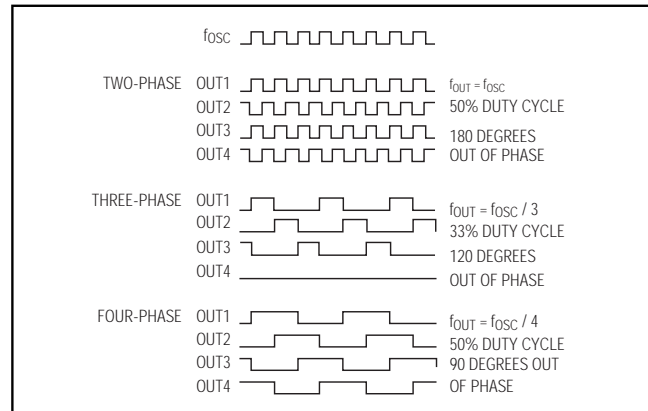 fOSC
TWO-PHASE OUT1 fOUT = fOSC
OUT2 50% DUTY CYCLE
OUT3 180 DEGREES
OUT4 OUT OF PHASE
THREE-PHASE OUT1 fOUT = fOSC / 3
OUT2 33% DUTY CYCLE
OUT3 120 DEGREES
OUT4 OUT OF PHASE
FOUR-PHASE OUT1 fOUT = fOSC / 4
OUT2 50% DUTY CYCLE
OUT3 90 DEGREES OUT
OUT4 OF PHASE